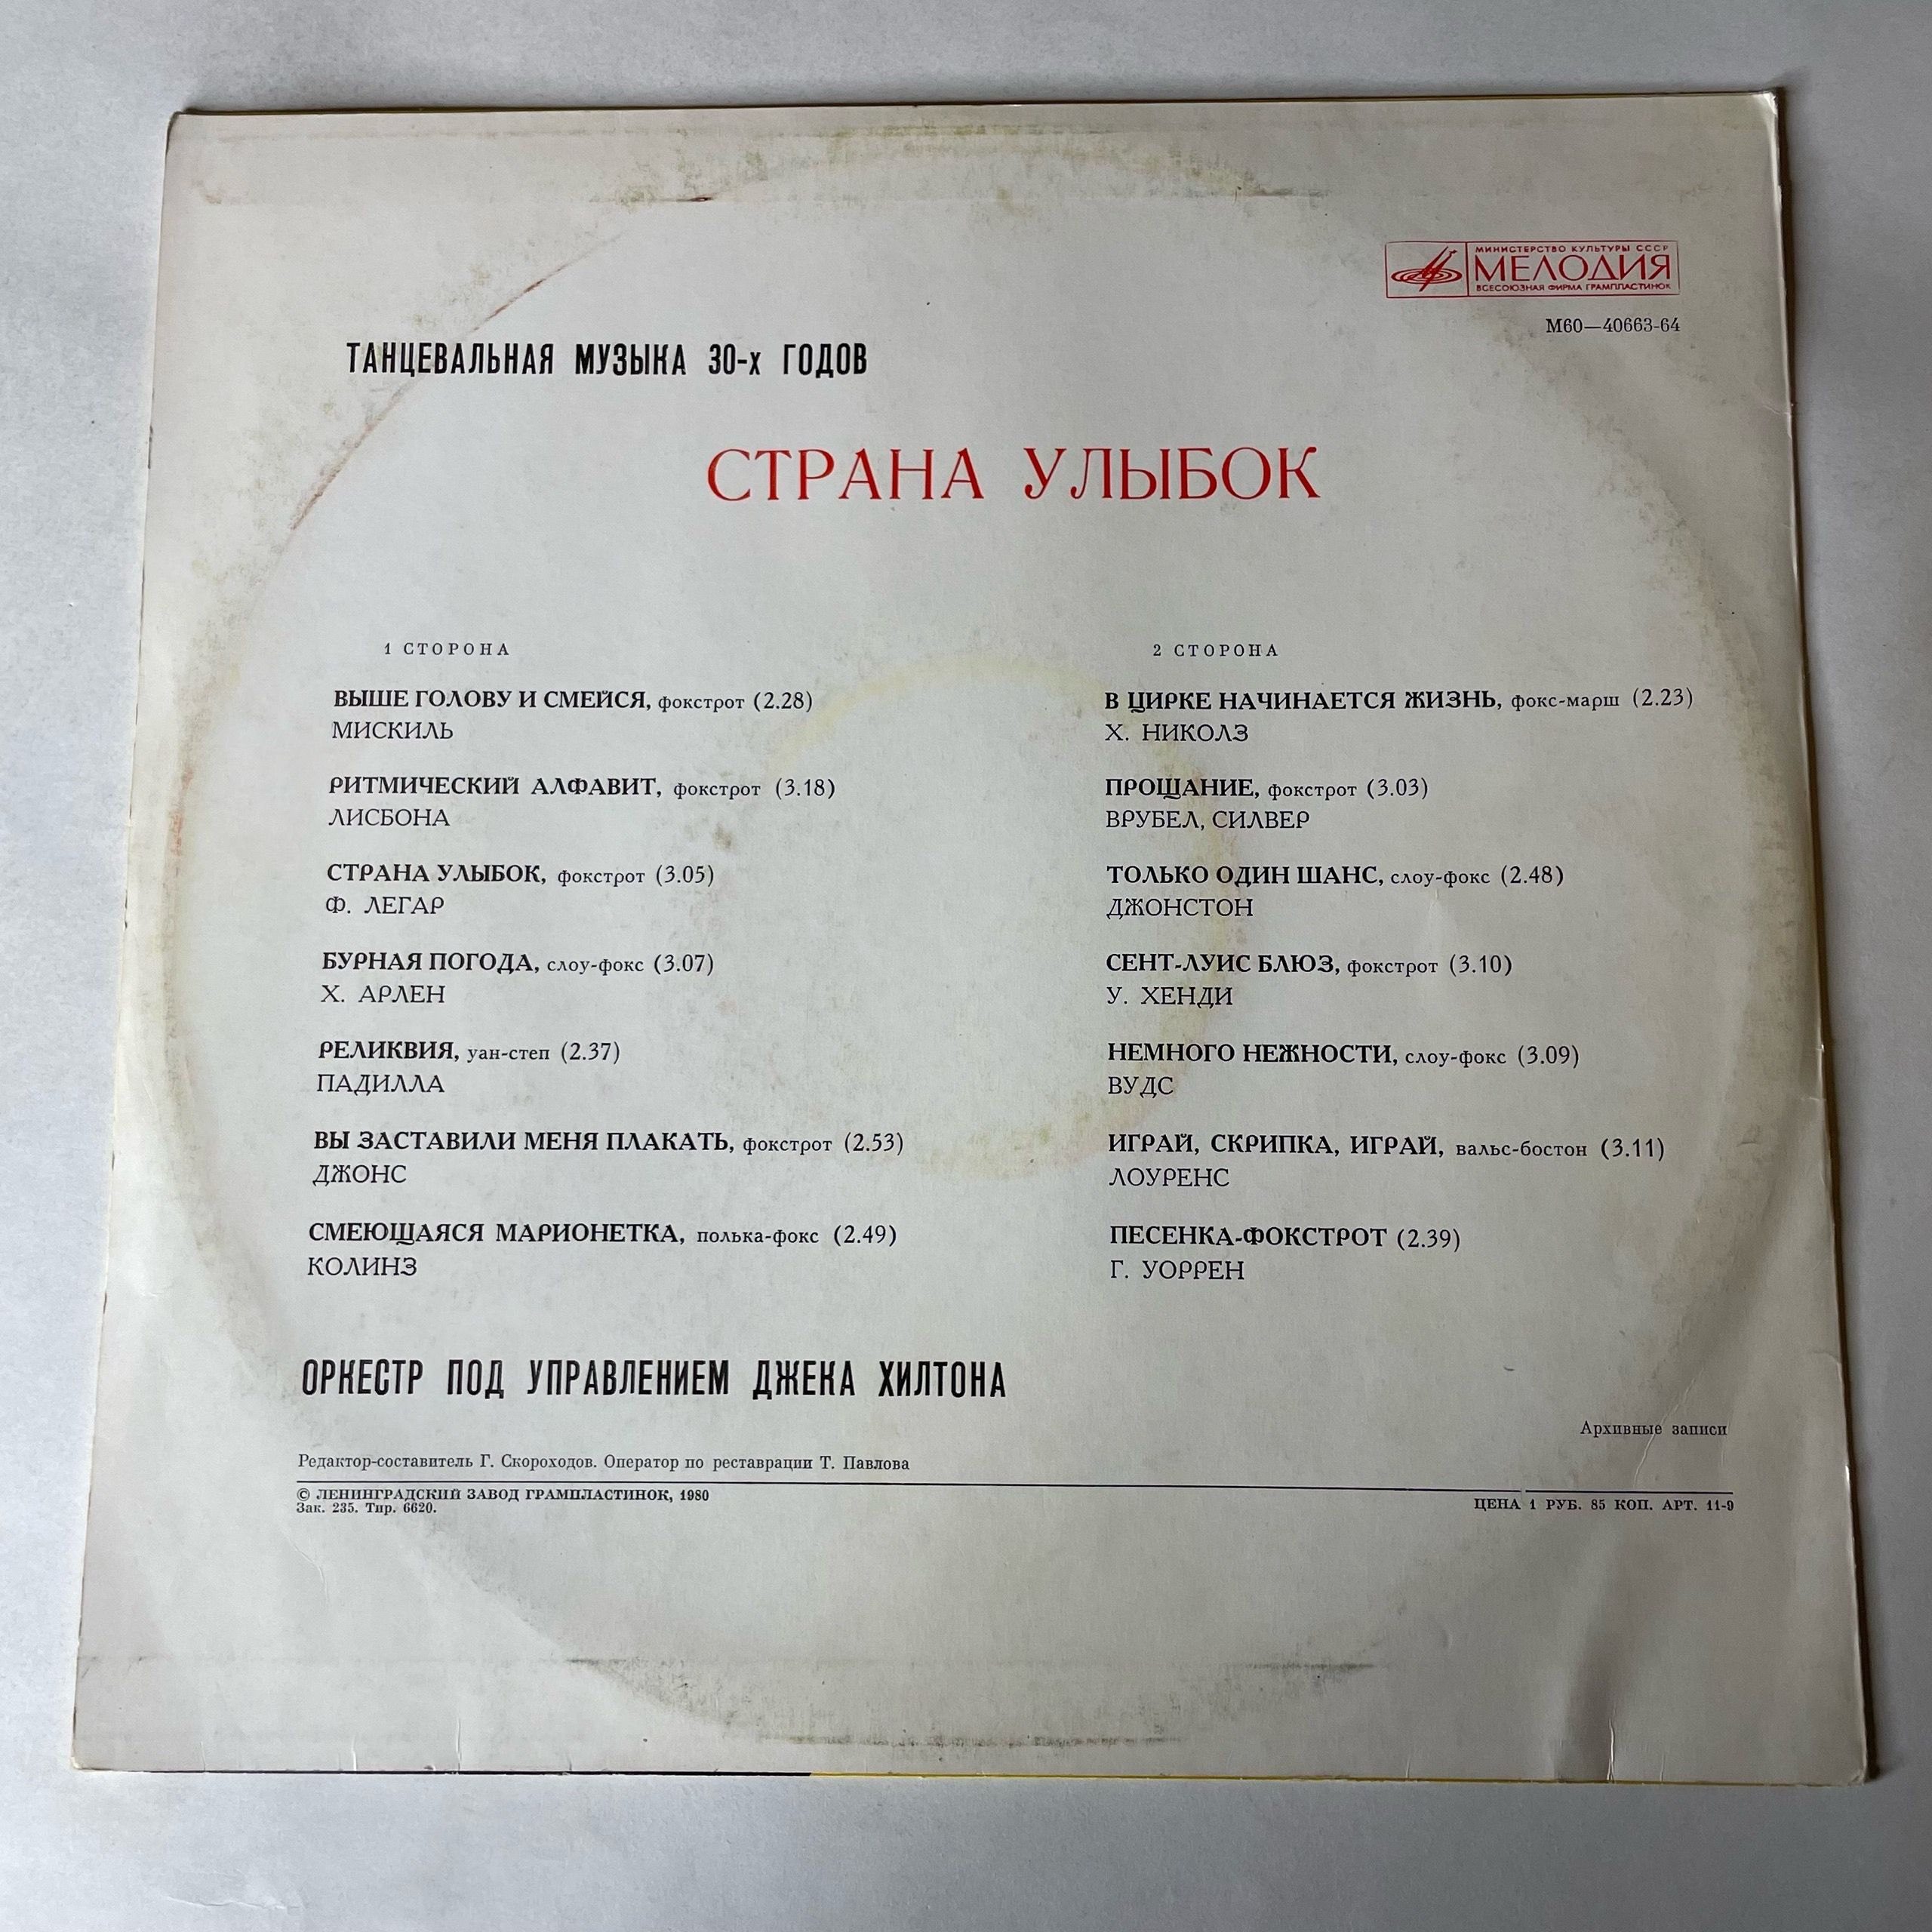 МИНИСТЕРСТВО КУЛЬТУРЫ СССР
МЕЛОДИЯ
ВСЕСОЮЗНАЯ ФИРМА ГРАМПЛАСТИНОК
М60—40663-64
ТАНЦЕВАЛЬНАЯ МУЗЫКА 30-х ГОДОВ
СТРАНА УЛЫБОК
1 СТОРОНА
ВЫШЕ ГОЛОВУ И СМЕЙСЯ, фокстрот (2.28)
МИСКИЛЬ
РИТМИЧЕСКИЙ АЛФАВИТ, фокстрот (3.18)
ЛИСБОНА
СТРАНА УЛЫБОК, фокстрот (3.05)
Ф. ЛЕГАР
БУРНАЯ ПОГОДА, слоу-фокс (3.07)
Х. АРЛЕН
РЕЛИКВИЯ, уан-степ (2.37)
ПАДИЛЛА
ВЫ ЗАСТАВИЛИ МЕНЯ ПЛАКАТЬ, фокстрот (2.53)
ДЖОНС
СМЕЮЩАЯСЯ МАРИОНЕТКА, полька-фокс (2.49)
КОЛИНЗ
2 СТОРОНА
В ЦИРКЕ НАЧИНАЕТСЯ ЖИЗНЬ, фокс-марш (2.23)
Х. НИКОЛЗ
ПРОЩАНИЕ, фокстрот (3.03)
ВРУБЕЛ, СИЛВЕР
ТОЛЬКО ОДИН ШАНС, слоу-фокс (2.48)
ДЖОНСТОН
СЕНТ-ЛУИС БЛЮЗ, фокстрот (3.10)
У. ХЕНДИ
НЕМНОГО НЕЖНОСТИ, слоу-фокс (3.09)
ВУДС
ИГРАЙ, СКРИПКА, ИГРАЙ, вальс-бостон (3.11)
ЛОУРЕНС
ПЕСЕНКА-ФОКСТРОТ (2.39)
Г. УОРРЕН
ОРКЕСТР ПОД УПРАВЛЕНИЕМ ДЖЕКА ХИЛТОНА
Архивные записи
Редактор-составитель Г. Скороходов. Оператор по реставрации Т. Павлова
© ЛЕНИНГРАДСКИЙ ЗАВОД ГРАМПЛАСТИНОК, 1980
Зак. 235. Тир. 6620.
ЦЕНА 1 РУБ. 85 КОП. АРТ. 11-9